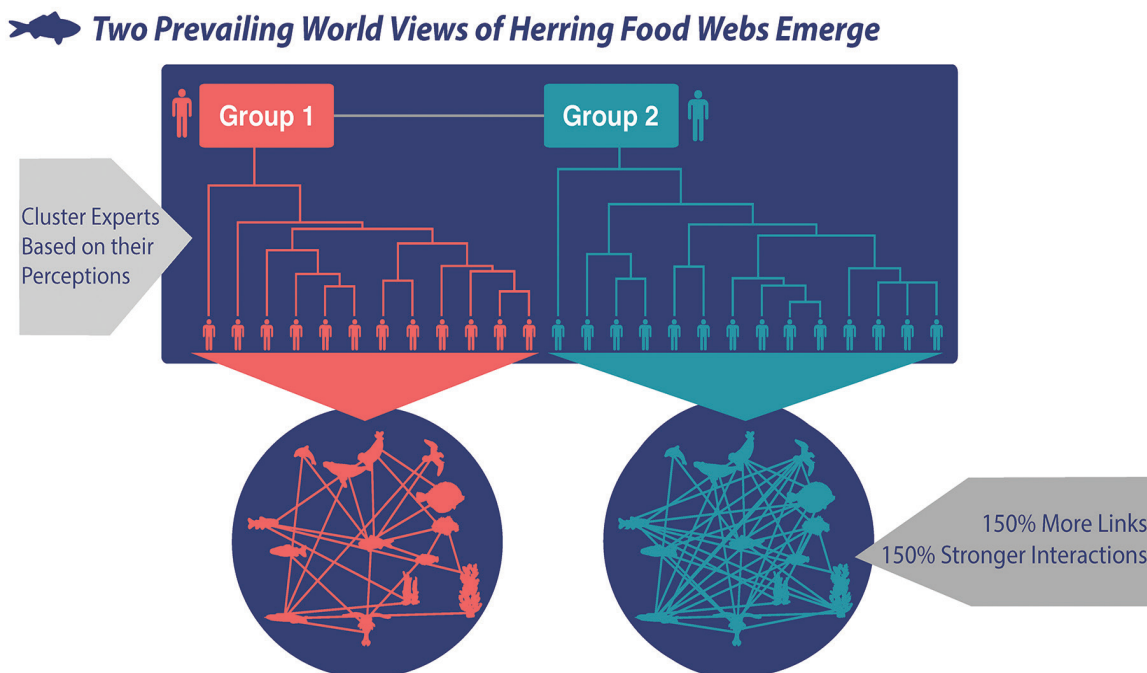 Two Prevailing World Views of Herring Food Webs Emerge
Group 1
Group 2
Cluster Experts
Based on their
Perceptions
150% More Links
150% Stronger Interactions